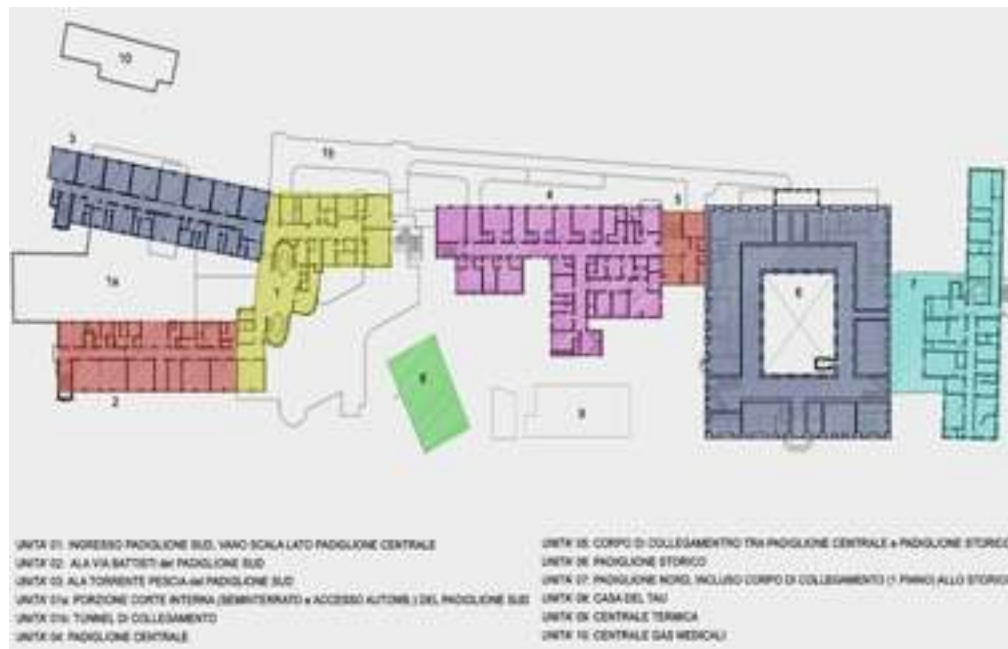 10
3
1b
4
5
1a
1
6
7
8
9
2
UNITA' 01: INGRESSO PADIGLIONE SUD, VANO SCALA LATO PADIGLIONE CENTRALE
UNITA' 02: ALA VIA BATTISTI del PADIGLIONE SUD
UNITA' 03: ALA TORRENTE PESCIA del PADIGLIONE SUD
UNITA' 01a: PORZIONE CORTE INTERNA (SEMINTERRATO e ACCESSO AUTOMB.) DEL PADIGLIONE SUD
UNITA' 01b: TUNNEL DI COLLEGAMENTO
UNITA' 04: PADIGLIONE CENTRALE
UNITA' 05: CORPO DI COLLEGAMENTRO TRA PADIGLIONE CENTRALE e PADIGLIONE STORICO
UNITA' 06: PADIGLIONE STORICO
UNITA' 07: PADIGLIONE NORD, INCLUSO CORPO DI COLLEGAMENTO (1 PIANO) ALLO STORICO
UNITA' 08: CASA DEL TAU
UNITA' 09: CENTRALE TERMICA
UNITA' 10: CENTRALE GAS MEDICALI